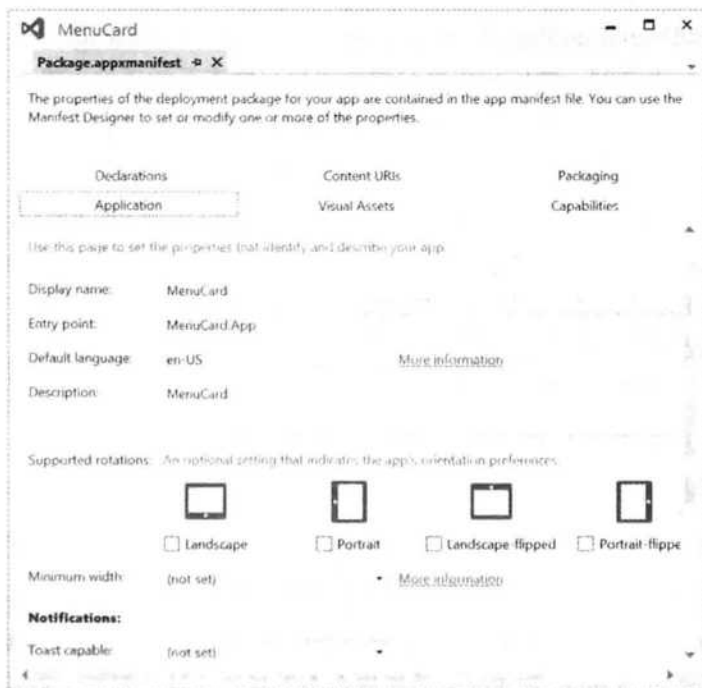 MenuCard
Package.appxmanifest
The properties of the deployment package for your app are contained in the app manifest file. You can use the
Manifest Designer to set or modify one or more of the properties.
Declarations Content URIs Packaging
Application Visual Assets Capabilities
Use this page to set the properties that identify and describe your app.
Display name: MenuCard
Entry point: MenuCard.App
Default language: en-US More information
Description: MenuCard
Supported rotations: An optional setting that indicates the app's orientation preferences.
Landscape Portrait Landscape-flipped Portrait-flippe
Minimum width: (not set) More information
Notifications:
Toast capable: (not set)